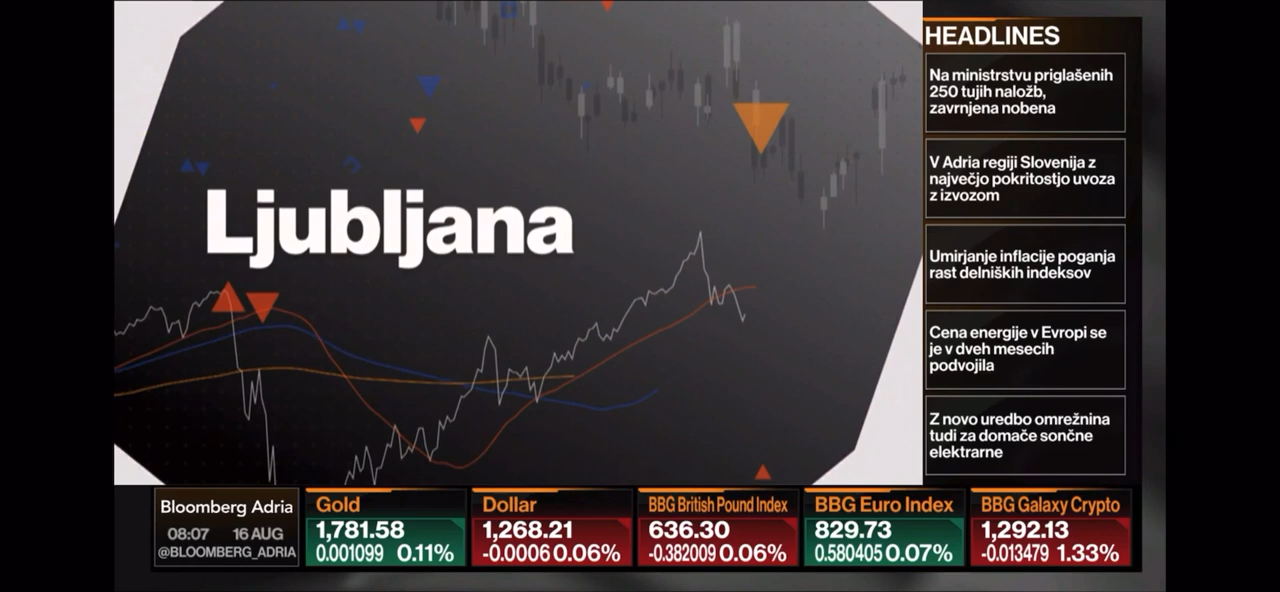 Ljubljana
HEADLINES
Na ministrstvu priglašenih
250 tujih naložb,
zavrnjena nobena
V Adria regiji Slovenija z
največjo pokritostjo uvoza
z izvozom
Umirjanje inflacije poganja
rast delniških indeksov
Cena energije v Evropi se
je v dveh mesecih
podvojila
Z novo uredbo omrežnina
tudi za domače sončne
elektrarne
Bloomberg Adria
08:07 16 AUG
@BLOOMBERG_ADRIA
Gold
1,781.58
0.001099 0.11%
Dollar
1,268.21
-0.0006 0.06%
BBG British Pound Index
636.30
-0.382009 0.06%
BBG Euro Index
829.73
0.580405 0.07%
BBG Galaxy Crypto
1,292.13
-0.013479 1.33%